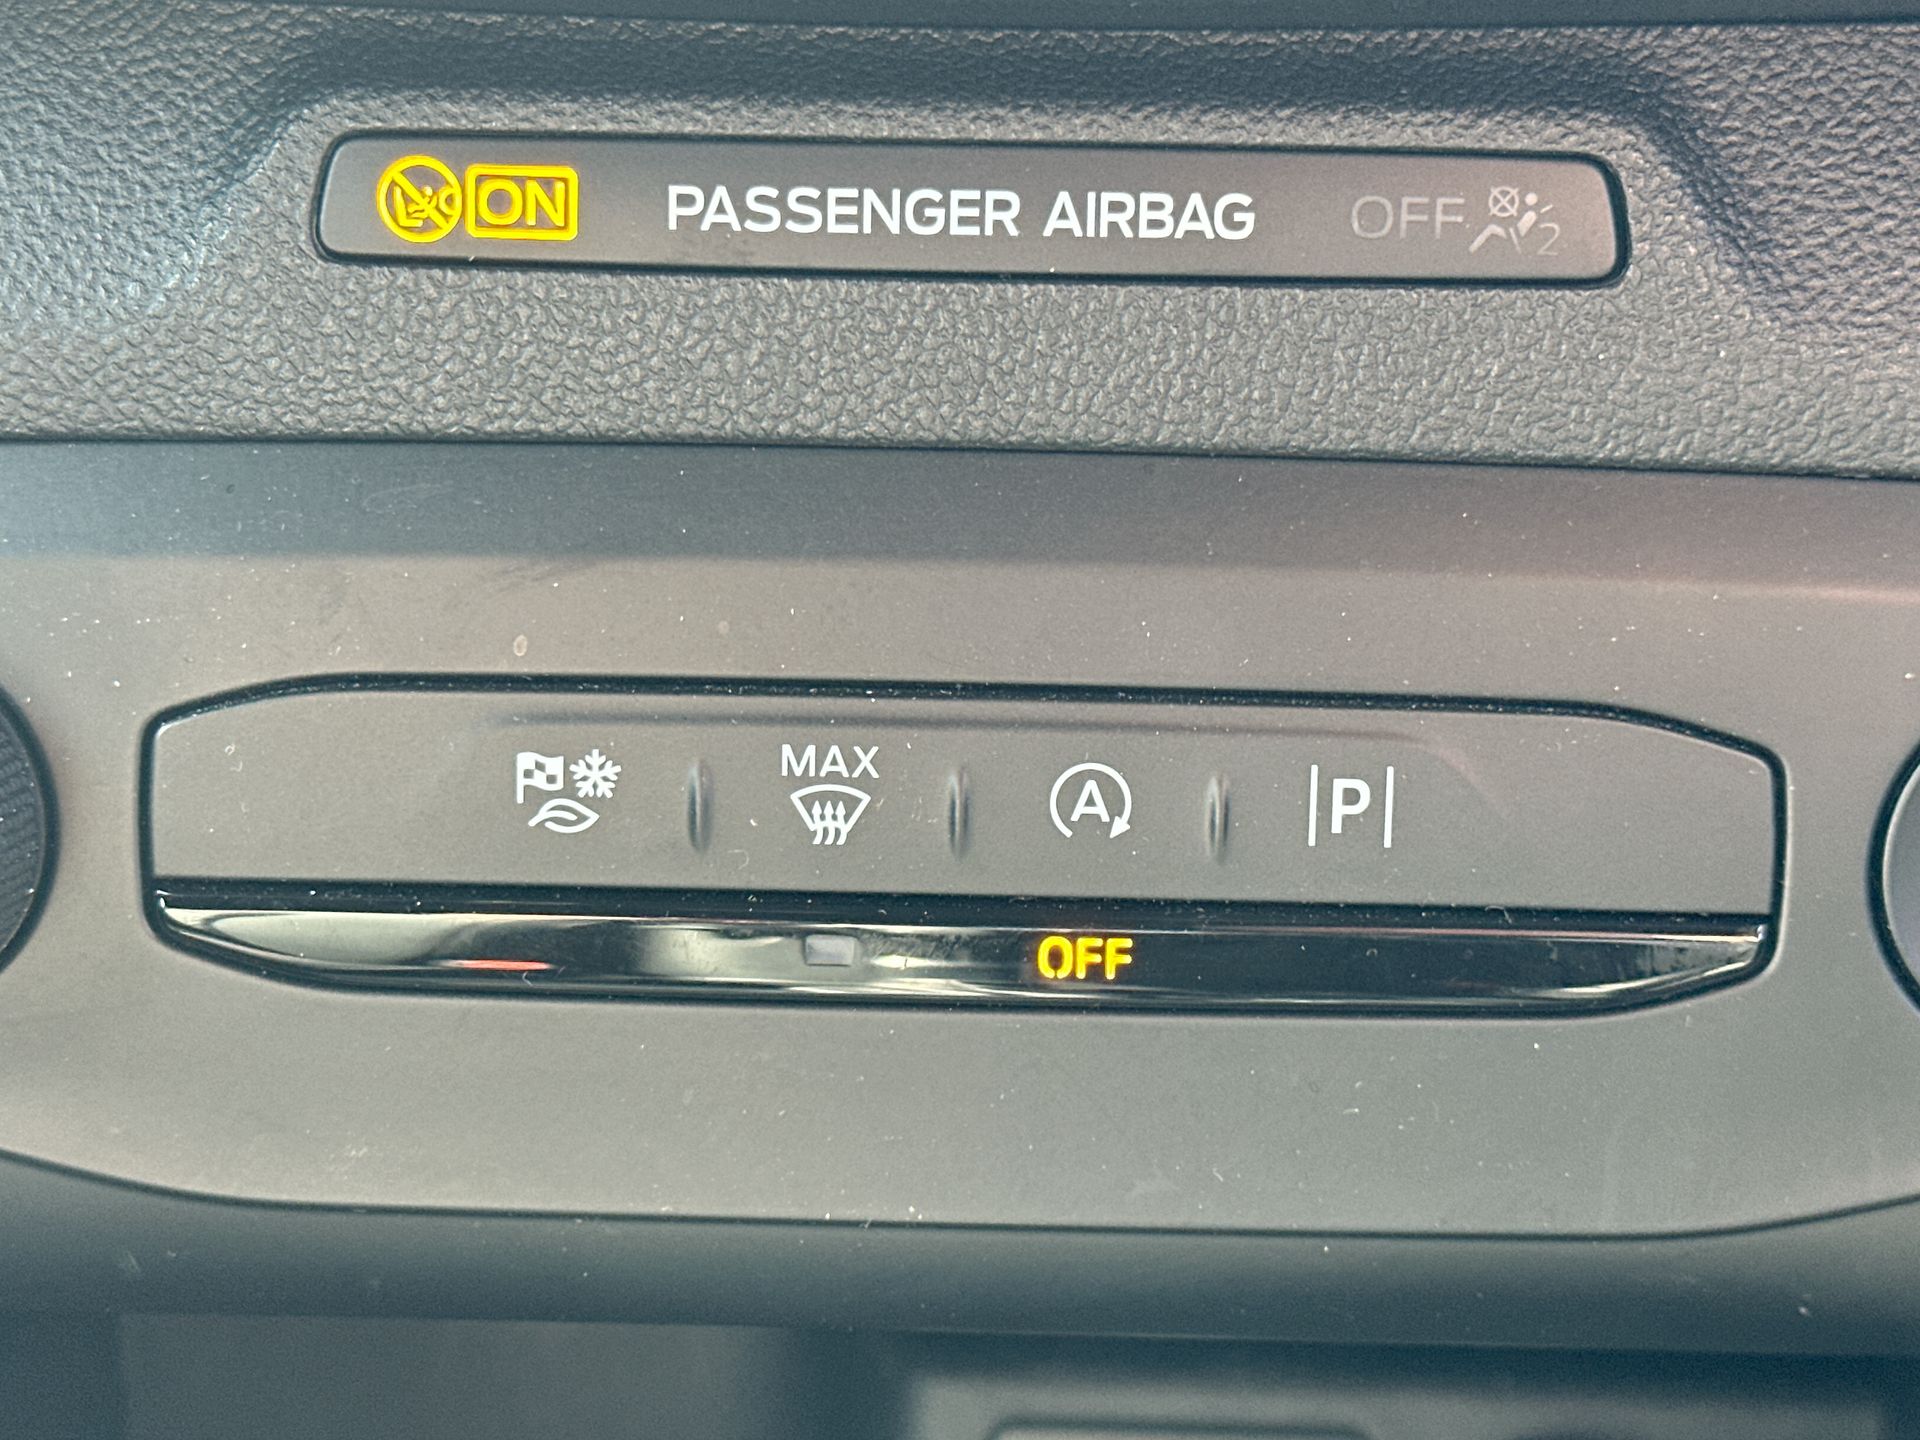 ON PASSENGER AIRBAG OFF 2
MAX
A |P|
OFF